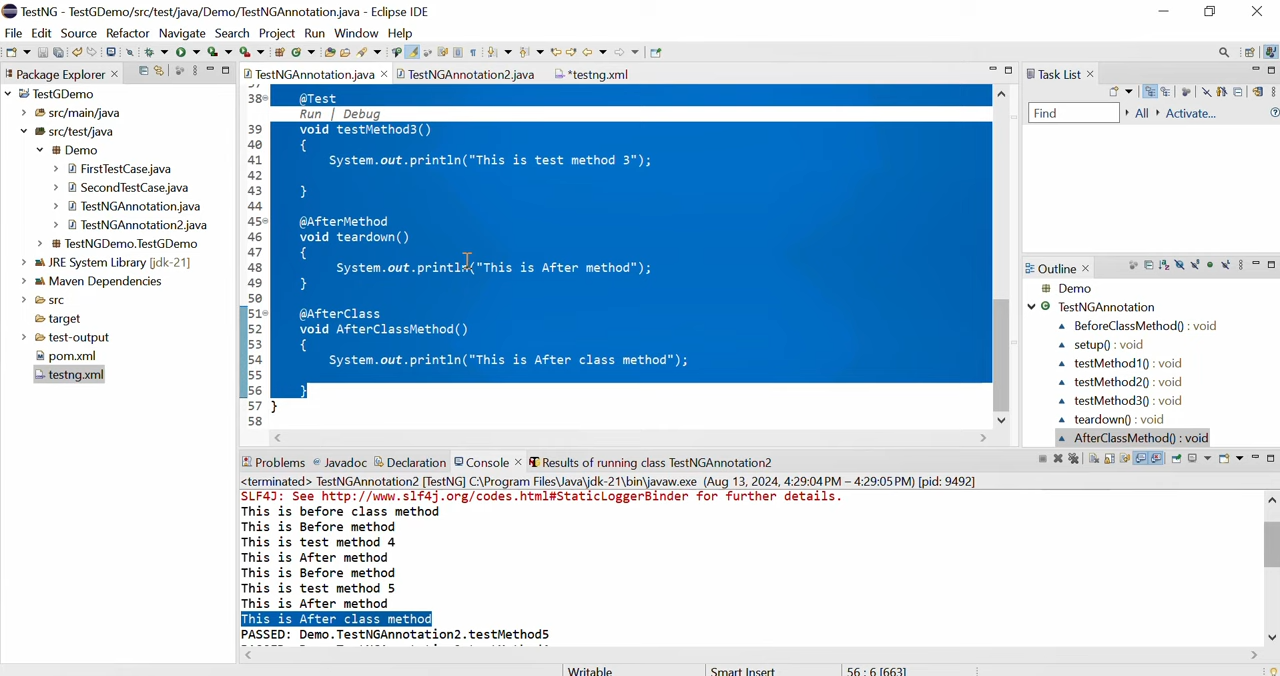 TestNG - TestGDemo/src/test/java/Demo/TestNGAnnotation.java - Eclipse IDE
File Edit Source Refactor Navigate Search Project Run Window Help
Package Explorer
TestNGAnnotation.java TestNGAnnotation2.java *testng.xml
Task List
TestGDemo
src/main/java
src/test/java
Demo
FirstTestCase.java
SecondTestCase.java
TestNGAnnotation.java
TestNGAnnotation2.java
TestNGDemo.TestGDemo
JRE System Library [jdk-21]
Maven Dependencies
src
target
test-output
pom.xml
testng.xml
37
38 @Test
Run | Debug
39 void testMethod3()
40 {
41 System.out.println("This is test method 3");
42
43 }
44
45 @AfterMethod
46 void teardown()
47 {
48 System.out.println("This is After method");
49 }
50
51 @AfterClass
52 void AfterClassMethod()
53 {
54 System.out.println("This is After class method");
55
56 }
57 }
58
Find All Activate...
Outline
Demo
TestNGAnnotation
BeforeClassMethod() : void
setup() : void
testMethod1() : void
testMethod2() : void
testMethod3() : void
teardown() : void
AfterClassMethod() : void
Problems Javadoc Declaration Console Results of running class TestNGAnnotation2
<terminated> TestNGAnnotation2 [TestNG] C:\Program Files\Java\jdk-21\bin\javaw.exe (Aug 13, 2024, 4:29:04 PM – 4:29:05 PM) [pid: 9492]
SLF4J: See http://www.slf4j.org/codes.html#StaticLoggerBinder for further details.
This is before class method
This is Before method
This is test method 4
This is After method
This is Before method
This is test method 5
This is After method
This is After class method
PASSED: Demo.TestNGAnnotation2.testMethod5
Writable Smart Insert 56 : 6 [663]